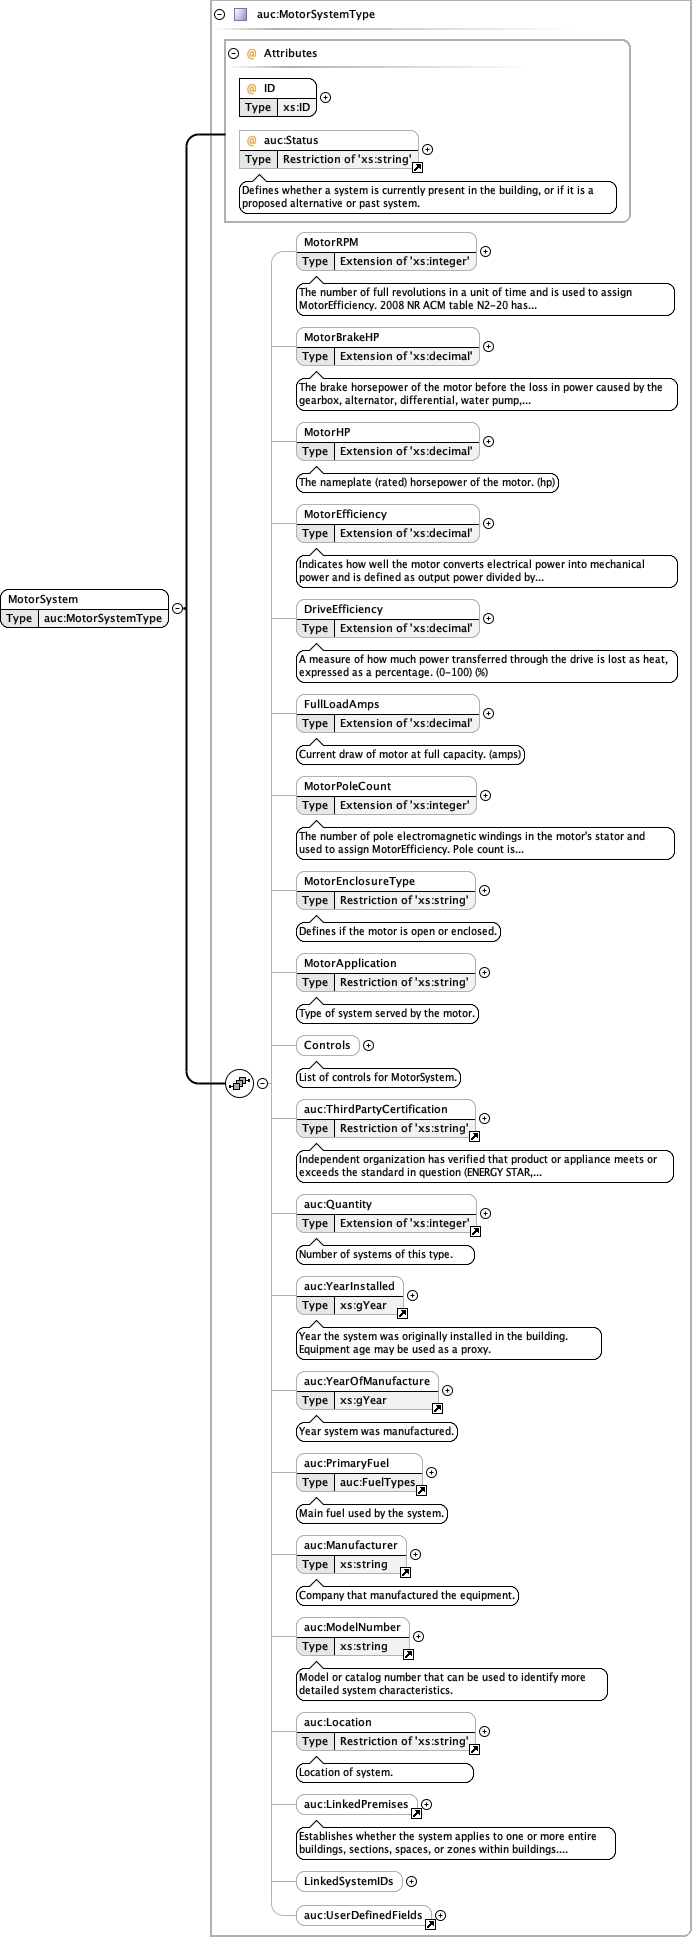 auc:MotorSystemType
@ Attributes
@ ID
Type xs:ID
@ auc:Status
Type Restriction of 'xs:string'
Defines whether a system is currently present in the building, or if it is a
proposed alternative or past system.
MotorRPM
Type Extension of 'xs:integer'
The number of full revolutions in a unit of time and is used to assign
MotorEfficiency. 2008 NR ACM table N2-20 has...
MotorBrakeHP
Type Extension of 'xs:decimal'
The brake horsepower of the motor before the loss in power caused by the
gearbox, alternator, differential, water pump,...
MotorHP
Type Extension of 'xs:decimal'
The nameplate (rated) horsepower of the motor. (hp)
MotorEfficiency
Type Extension of 'xs:decimal'
Indicates how well the motor converts electrical power into mechanical
power and is defined as output power divided by...
MotorSystem
Type auc:MotorSystemType
DriveEfficiency
Type Extension of 'xs:decimal'
A measure of how much power transferred through the drive is lost as heat,
expressed as a percentage. (0-100) (%)
FullLoadAmps
Type Extension of 'xs:decimal'
Current draw of motor at full capacity. (amps)
MotorPoleCount
Type Extension of 'xs:integer'
The number of pole electromagnetic windings in the motor's stator and
used to assign MotorEfficiency. Pole count is...
MotorEnclosureType
Type Restriction of 'xs:string'
Defines if the motor is open or enclosed.
MotorApplication
Type Restriction of 'xs:string'
Type of system served by the motor.
Controls
List of controls for MotorSystem.
auc:ThirdPartyCertification
Type Restriction of 'xs:string'
Independent organization has verified that product or appliance meets or
exceeds the standard in question (ENERGY STAR,...
auc:Quantity
Type Extension of 'xs:integer'
Number of systems of this type.
auc:YearInstalled
Type xs:gYear
Year the system was originally installed in the building.
Equipment age may be used as a proxy.
auc:YearOfManufacture
Type xs:gYear
Year system was manufactured.
auc:PrimaryFuel
Type auc:FuelTypes
Main fuel used by the system.
auc:Manufacturer
Type xs:string
Company that manufactured the equipment.
auc:ModelNumber
Type xs:string
Model or catalog number that can be used to identify more
detailed system characteristics.
auc:Location
Type Restriction of 'xs:string'
Location of system.
auc:LinkedPremises
Establishes whether the system applies to one or more entire
buildings, sections, spaces, or zones within buildings....
LinkedSystemIDs
auc:UserDefinedFields